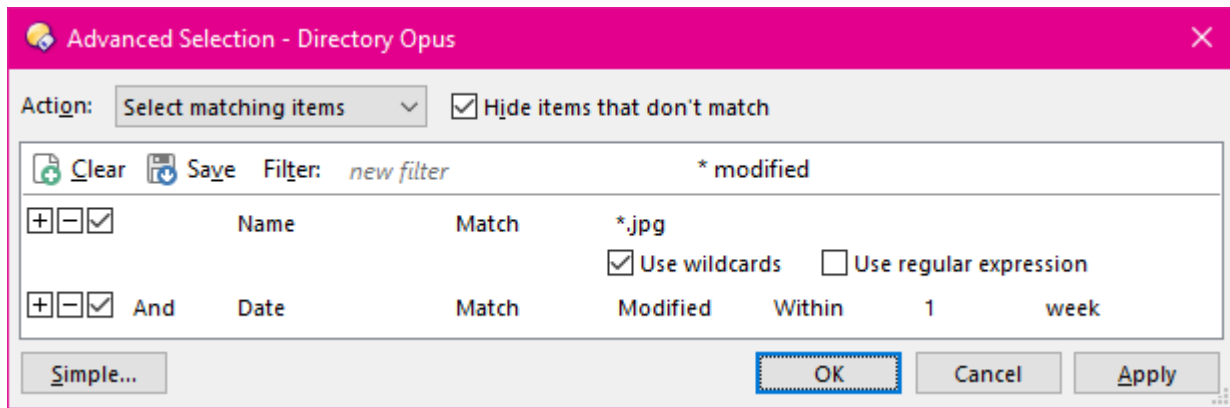 Advanced Selection - Directory Opus
Action: Select matching items Hide items that don't match
Clear Save Filter: new filter * modified
Name Match *.jpg
Use wildcards Use regular expression
And Date Match Modified Within 1 week
Simple... OK Cancel Apply